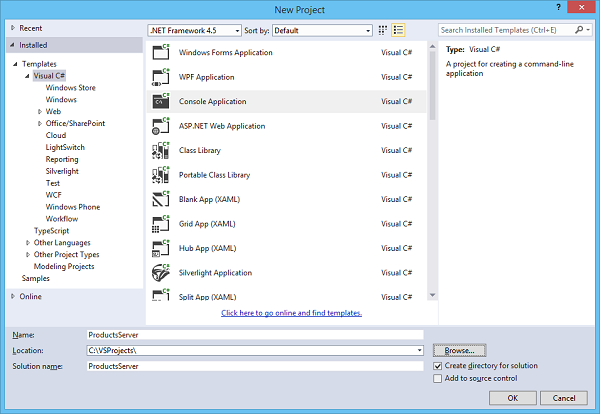 New Project
? ×
Recent
.NET Framework 4.5 Sort by: Default
Search Installed Templates (Ctrl+E)
Installed
Templates
Visual C#
Windows Store
Windows
Web
Office/SharePoint
Cloud
LightSwitch
Reporting
Silverlight
Test
WCF
Windows Phone
Workflow
TypeScript
Other Languages
Other Project Types
Modeling Projects
Samples
Online
Windows Forms Application Visual C#
WPF Application Visual C#
Console Application Visual C#
ASP.NET Web Application Visual C#
Class Library Visual C#
Portable Class Library Visual C#
Blank App (XAML) Visual C#
Grid App (XAML) Visual C#
Hub App (XAML) Visual C#
Silverlight Application Visual C#
Split App (XAML) Visual C#
Click here to go online and find templates.
Type: Visual C#
A project for creating a command-line
application
Name: ProductsServer
Location: C:\VSProjects\ Browse...
Solution name: ProductsServer
Create directory for solution
Add to source control
OK Cancel